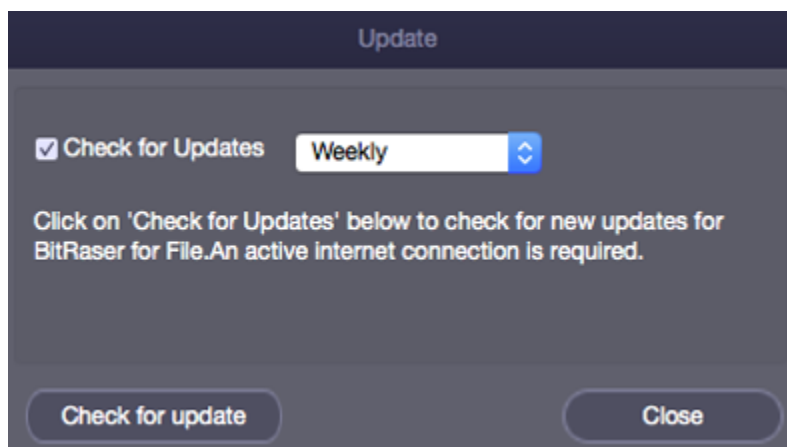 Update
Check for Updates
Weekly
Click on 'Check for Updates' below to check for new updates for
BitRaser for File.An active internet connection is required.
Check for update
Close